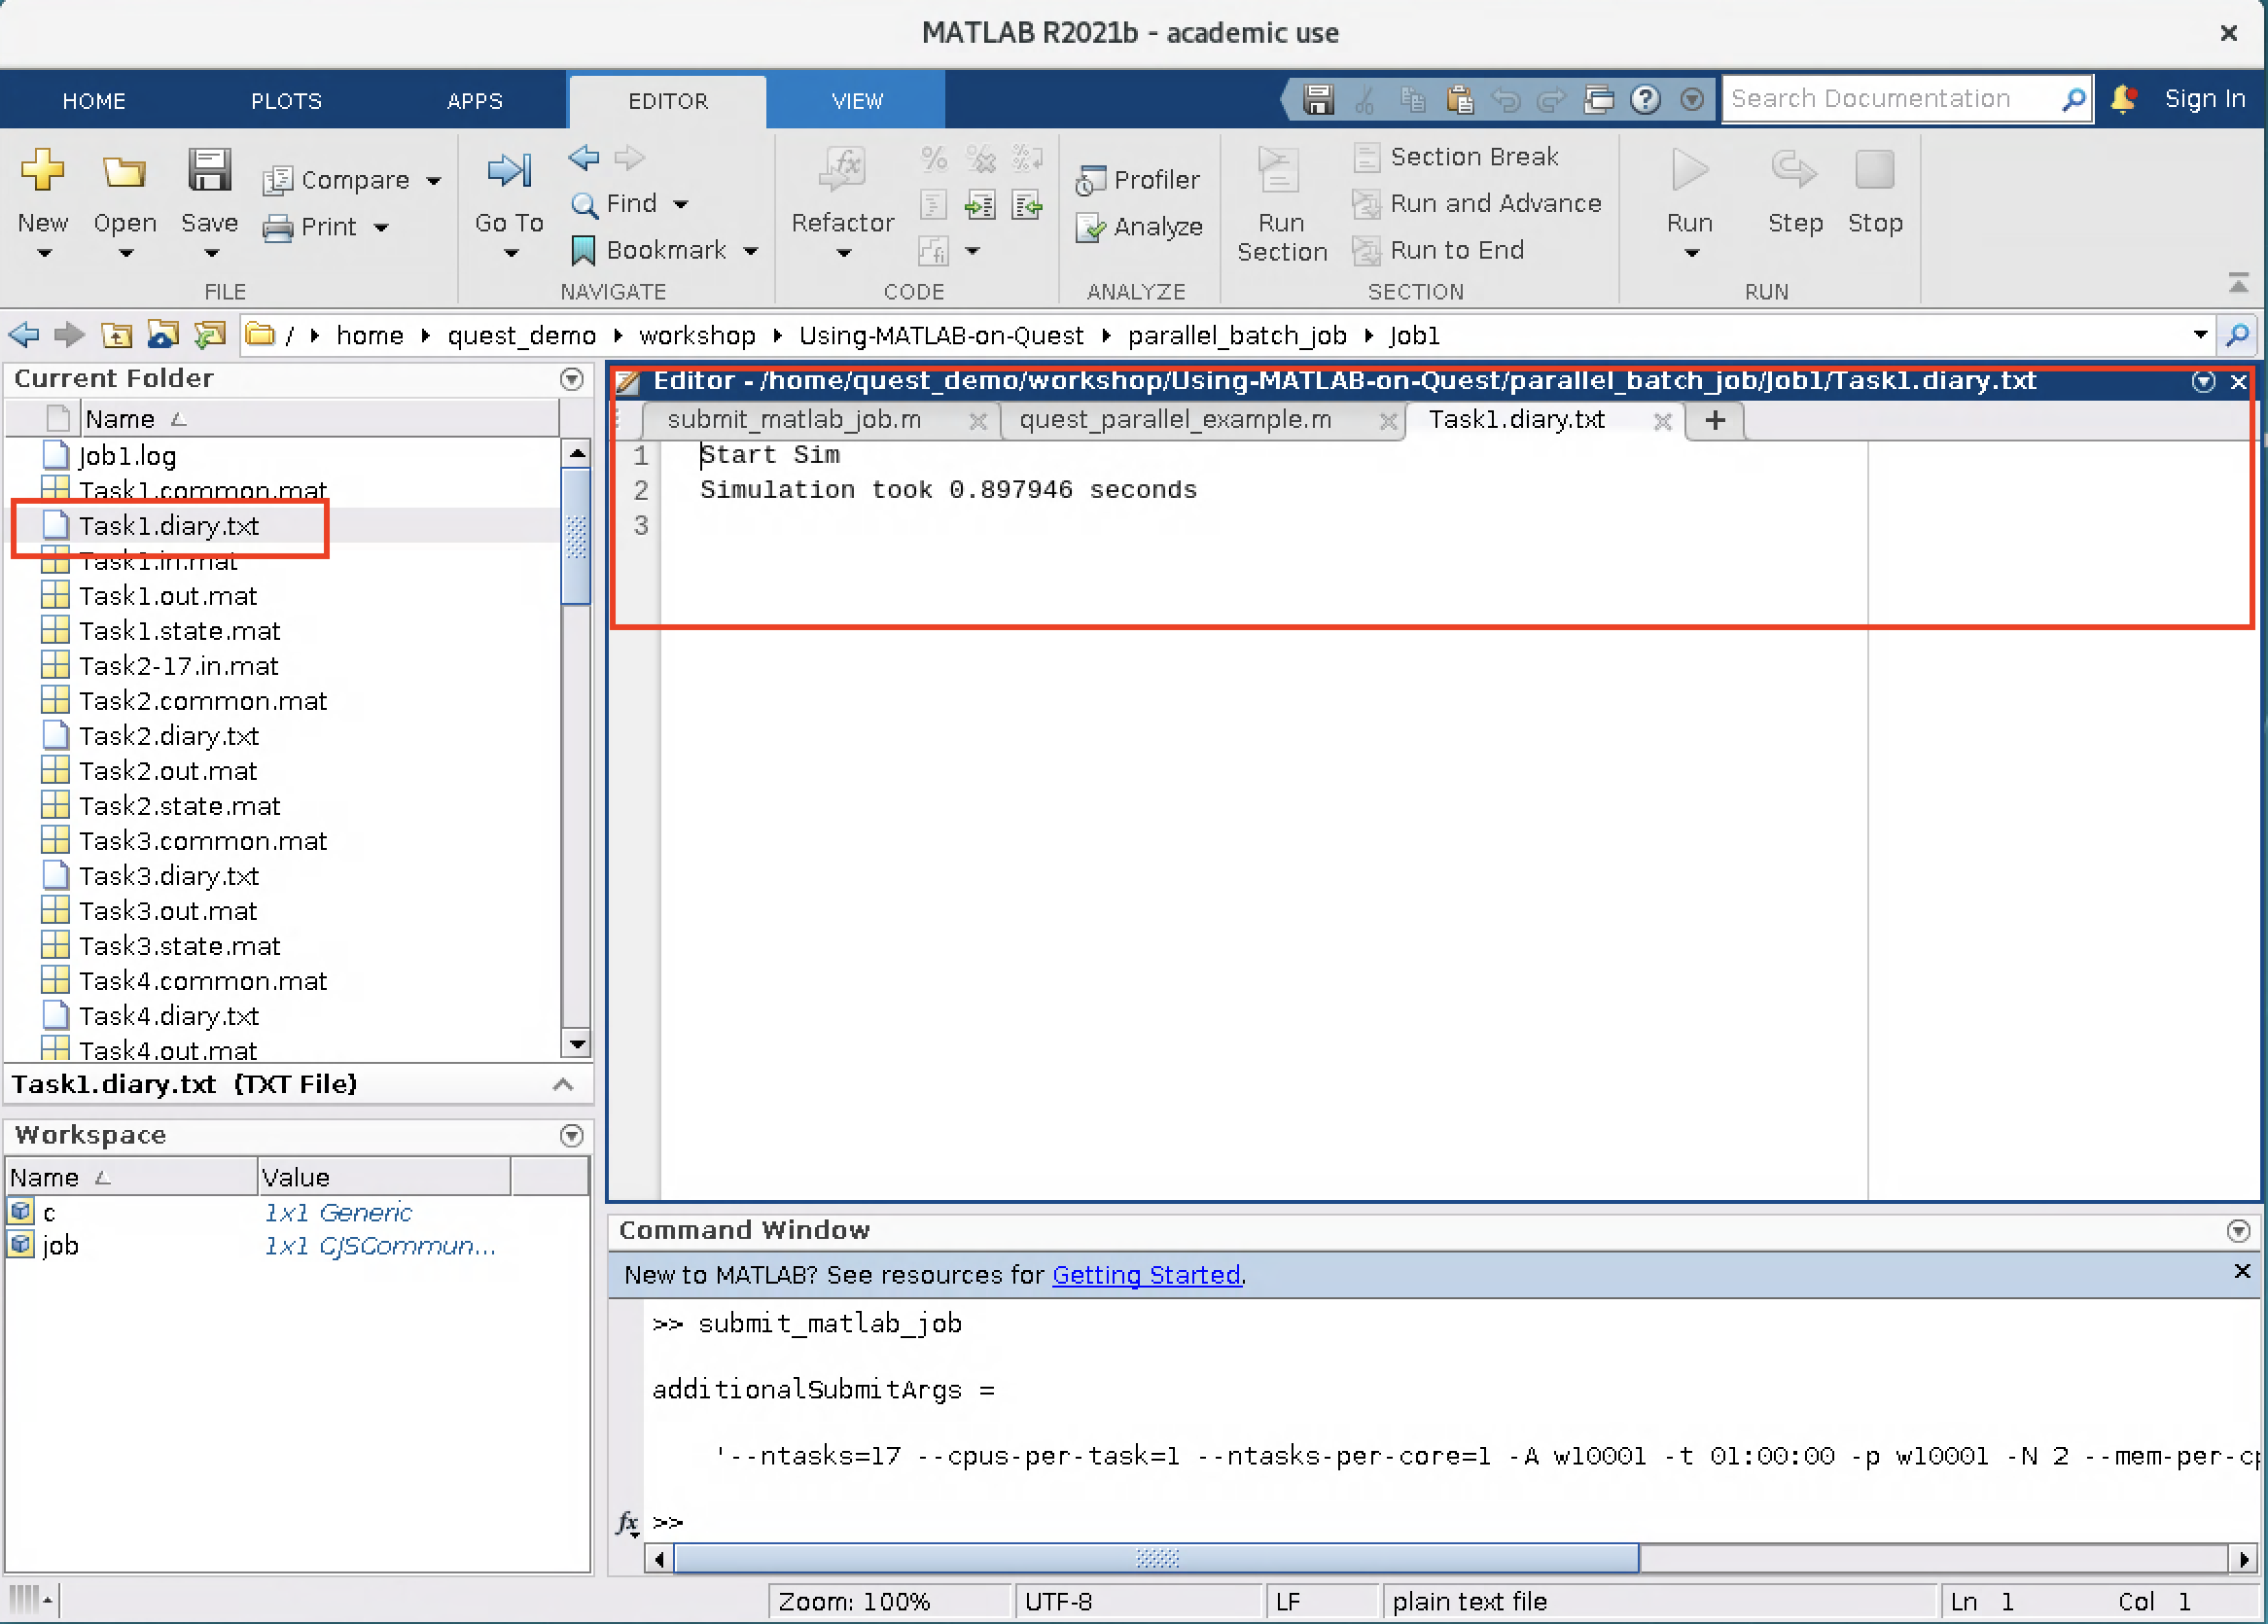 MATLAB R2021b - academic use
HOME PLOTS APPS EDITOR VIEW Search Documentation Sign In
New Open Save Compare Print Go To Find Bookmark Refactor Profiler Analyze Run Section Section Break Run and Advance Run to End Run Step Stop
FILE NAVIGATE CODE ANALYZE SECTION RUN
/ home quest_demo workshop Using-MATLAB-on-Quest parallel_batch_job Job1
Current Folder
Name
Job1.log
Task1.common.mat
Task1.diary.txt
Task1.in.mat
Task1.out.mat
Task1.state.mat
Task2-17.in.mat
Task2.common.mat
Task2.diary.txt
Task2.out.mat
Task2.state.mat
Task3.common.mat
Task3.diary.txt
Task3.out.mat
Task3.state.mat
Task4.common.mat
Task4.diary.txt
Task4.out.mat
Task1.diary.txt (TXT File)
Workspace
Name Value
c 1x1 Generic
job 1x1 CJSCommun...
Editor - /home/quest_demo/workshop/Using-MATLAB-on-Quest/parallel_batch_job/Job1/Task1.diary.txt
submit_matlab_job.m quest_parallel_example.m Task1.diary.txt +
1 Start Sim
2 Simulation took 0.897946 seconds
3
Command Window
New to MATLAB? See resources for Getting Started.
>> submit_matlab_job
additionalSubmitArgs =
'--ntasks=17 --cpus-per-task=1 --ntasks-per-core=1 -A w10001 -t 01:00:00 -p w10001 -N 2 --mem-per-cp
fx >>
Zoom: 100% UTF-8 LF plain text file Ln 1 Col 1